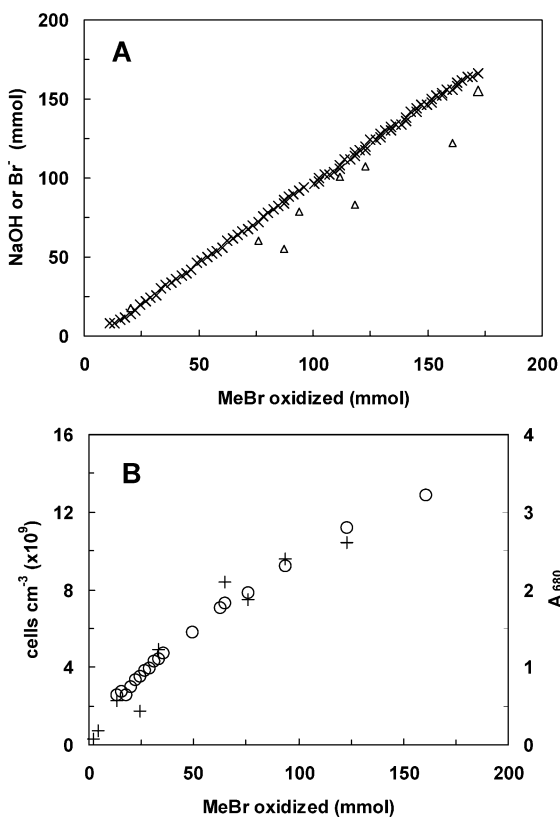 A
200
150
100
50
0
NaOH or Br⁻ (mmol)
0 50 100 150 200
MeBr oxidized (mmol)
B
16
12
8
4
0
cells cm⁻³ (x10⁹)
4
3
2
1
0
A₆₈₀
0 50 100 150 200
MeBr oxidized (mmol)